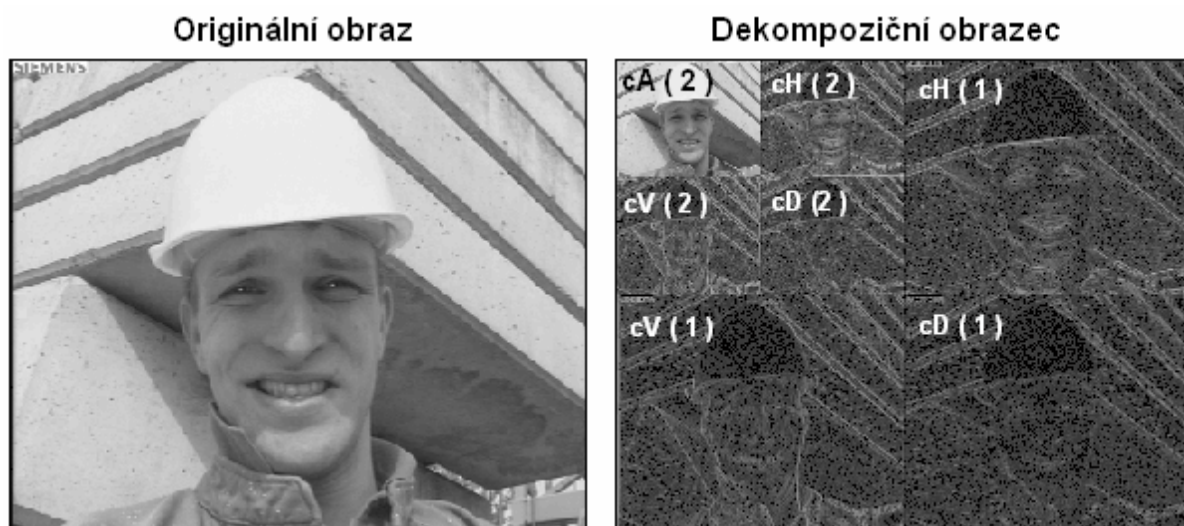 Originální obraz
Dekompoziční obrazec
SIEMENS
cA ( 2 )
cH ( 2 )
cH ( 1 )
cV ( 2 )
cD ( 2 )
cV ( 1 )
cD ( 1 )